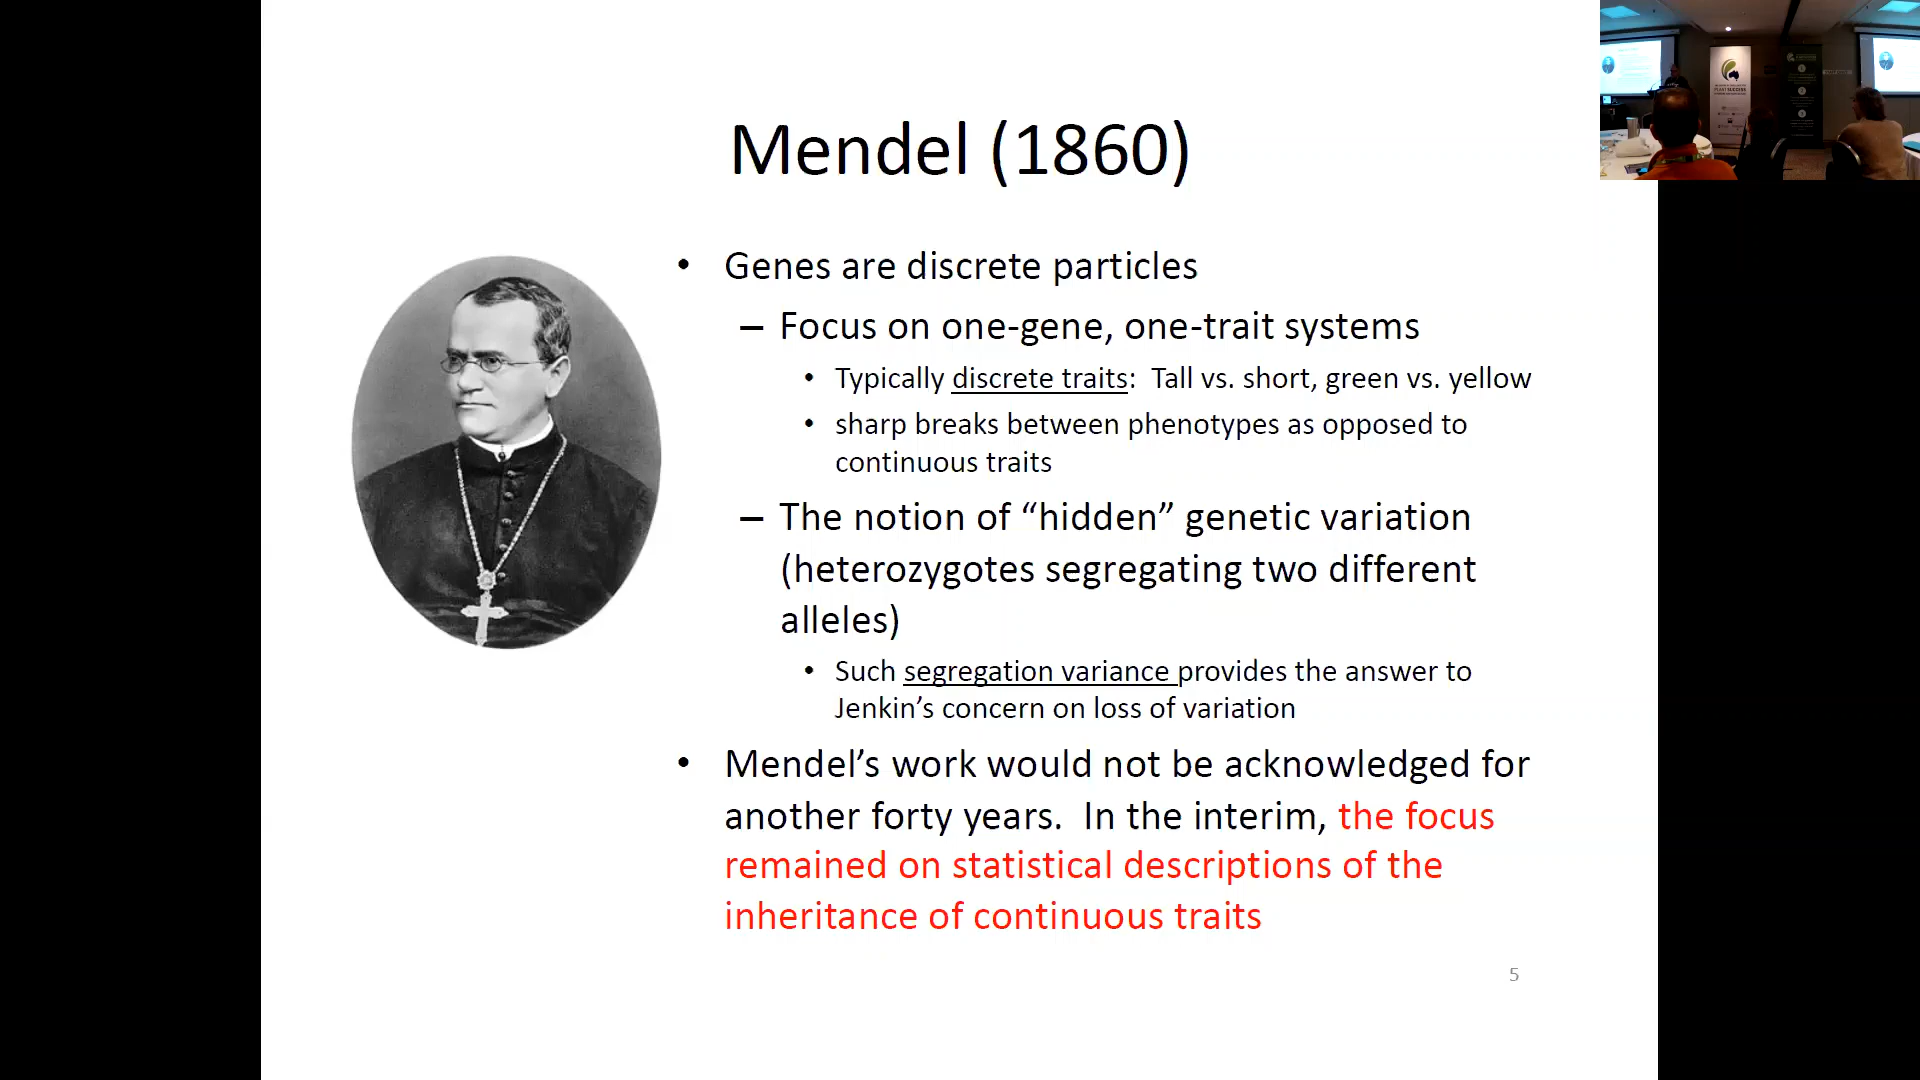 Mendel (1860)
• Genes are discrete particles
– Focus on one-gene, one-trait systems
• Typically discrete traits:  Tall vs. short, green vs. yellow
• sharp breaks between phenotypes as opposed to
continuous traits
– The notion of “hidden” genetic variation
(heterozygotes segregating two different
alleles)
• Such segregation variance provides the answer to
Jenkin’s concern on loss of variation
• Mendel’s work would not be acknowledged for
another forty years.  In the interim, the focus
remained on statistical descriptions of the
inheritance of continuous traits
5
PLANT SUCCESS